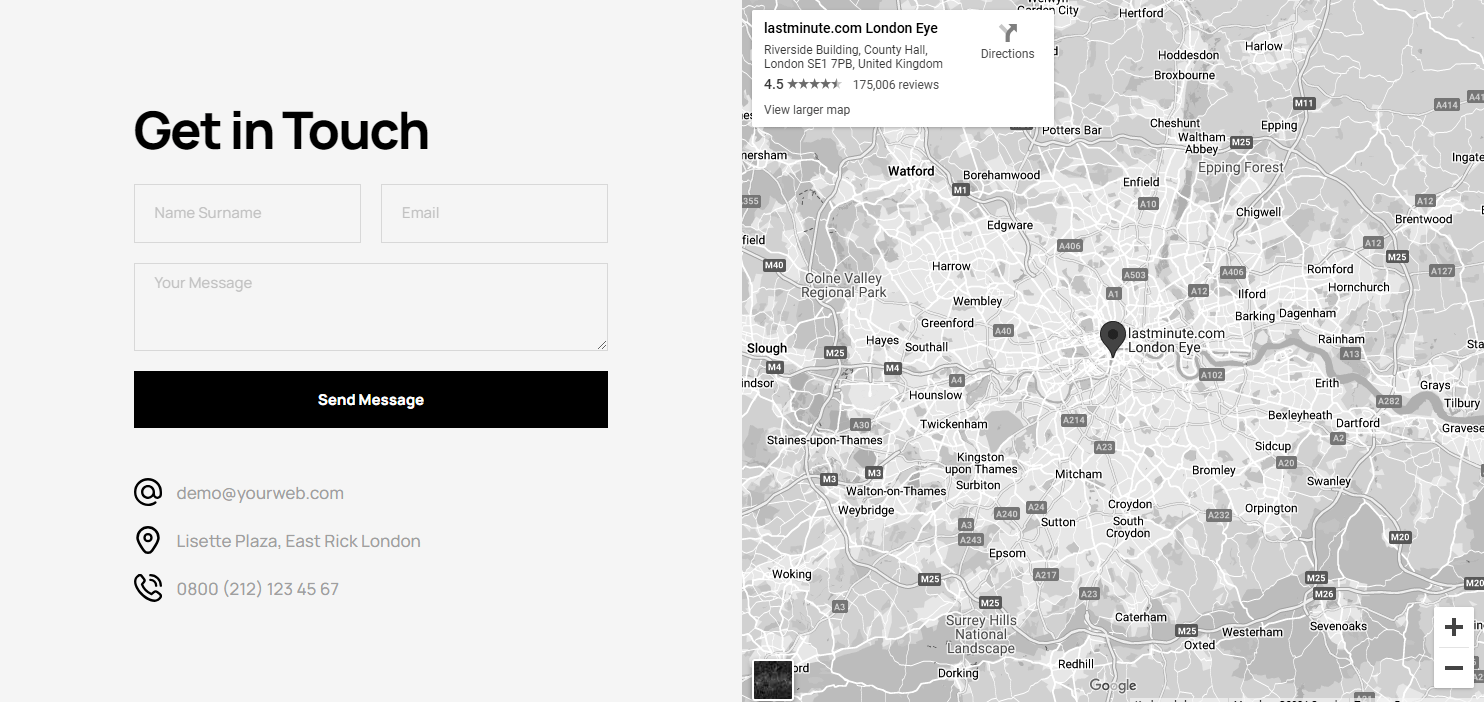 Get in Touch
Name Surname
Email
Your Message
Send Message
demo@yourweb.com
Lisette Plaza, East Rick London
0800 (212) 123 45 67
lastminute.com London Eye
Directions
Riverside Building, County Hall,
London SE1 7PB, United Kingdom
4.5
175,006 reviews
View larger map
Garden City
Hertford
Hoddesdon
Harlow
Broxbourne
M11
A414
Potters Bar
Cheshunt
Epping
Waltham
Abbey
M25
Epping Forest
Watford
Borehamwood
M1
Enfield
A10
A12
Brentwood
Chigwell
Edgware
A406
A12
M25
M40
Harrow
A503
A406
Romford
A127
Colne Valley
Regional Park
Hornchurch
Wembley
A1
A12
Ilford
Barking
Dagenham
Greenford
A40
lastminute.com
London Eye
Rainham
Hayes
Southall
Slough
M25
A13
M4
M4
A4
A102
Erith
Grays
Hounslow
A282
Tilbury
Twickenham
A214
Bexleyheath
Dartford
A30
Staines-upon-Thames
A23
A2
Sidcup
Kingston
upon Thames
A20
M3
M3
Surbiton
Mitcham
Bromley
Swanley
Walton-on-Thames
Weybridge
A240
A24
Croydon
A232
Orpington
A3
Sutton
South
Croydon
A243
M20
Epsom
Woking
M25
A217
M25
M20
A3
M25
A23
M26
Surrey Hills
National
Landscape
Caterham
M25
Westerham
Sevenoaks
Oxted
Redhill
Dorking
Google